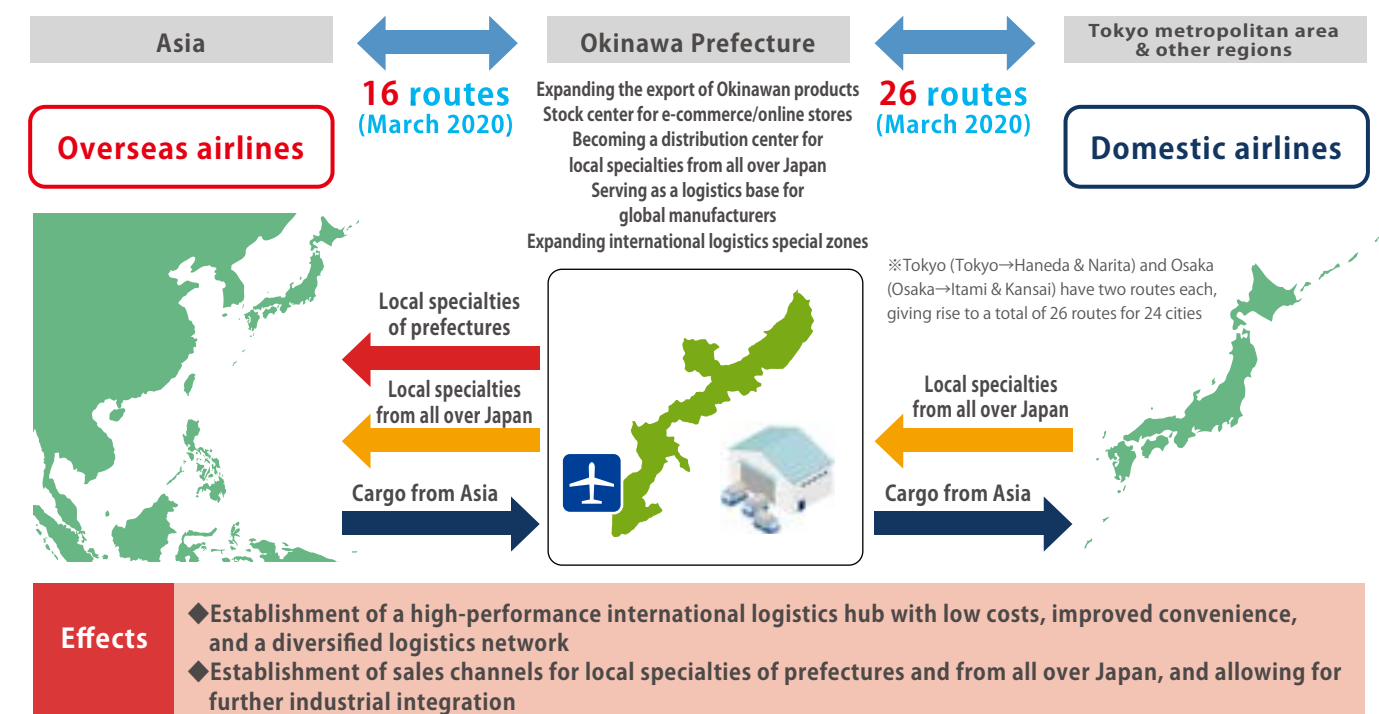 Asia
Okinawa Prefecture
Tokyo metropolitan area
& other regions
16 routes
(March 2020)
26 routes
(March 2020)
Overseas airlines
Expanding the export of Okinawan products
Stock center for e-commerce/online stores
Becoming a distribution center for
local specialties from all over Japan
Serving as a logistics base for
global manufacturers
Expanding international logistics special zones
Domestic airlines
※Tokyo (Tokyo→Haneda & Narita) and Osaka
(Osaka→Itami & Kansai) have two routes each,
giving rise to a total of 26 routes for 24 cities
Local specialties
of prefectures
Local specialties
from all over Japan
Cargo from Asia
Local specialties
from all over Japan
Cargo from Asia
Effects
◆Establishment of a high-performance international logistics hub with low costs, improved convenience,
and a diversified logistics network
◆Establishment of sales channels for local specialties of prefectures and from all over Japan, and allowing for
further industrial integration